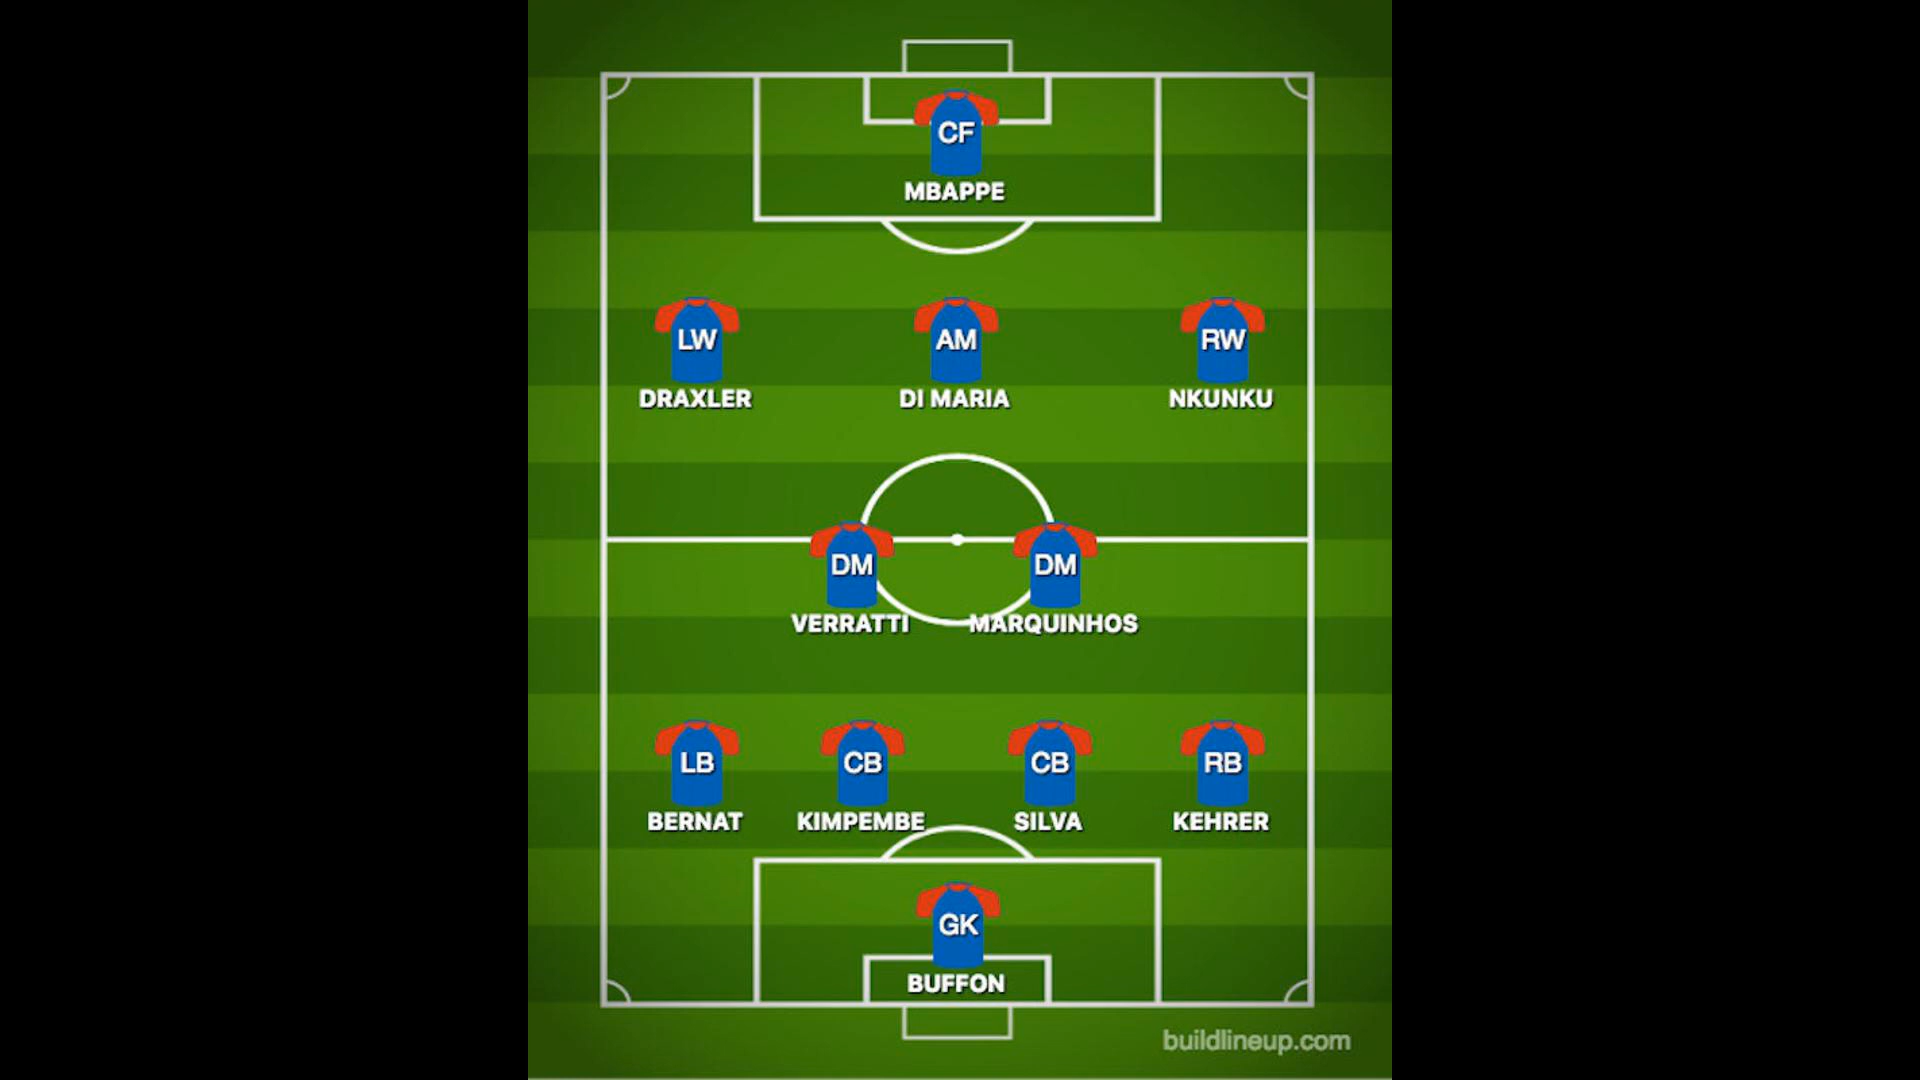 CF
MBAPPE
LW
AM
RW
DRAXLER
DI MARIA
NKUNKU
DM
DM
VERRATTI
MARQUINHOS
LB
CB
CB
RB
BERNAT
KIMPEMBE
SILVA
KEHRER
GK
BUFFON
buildlineup.com